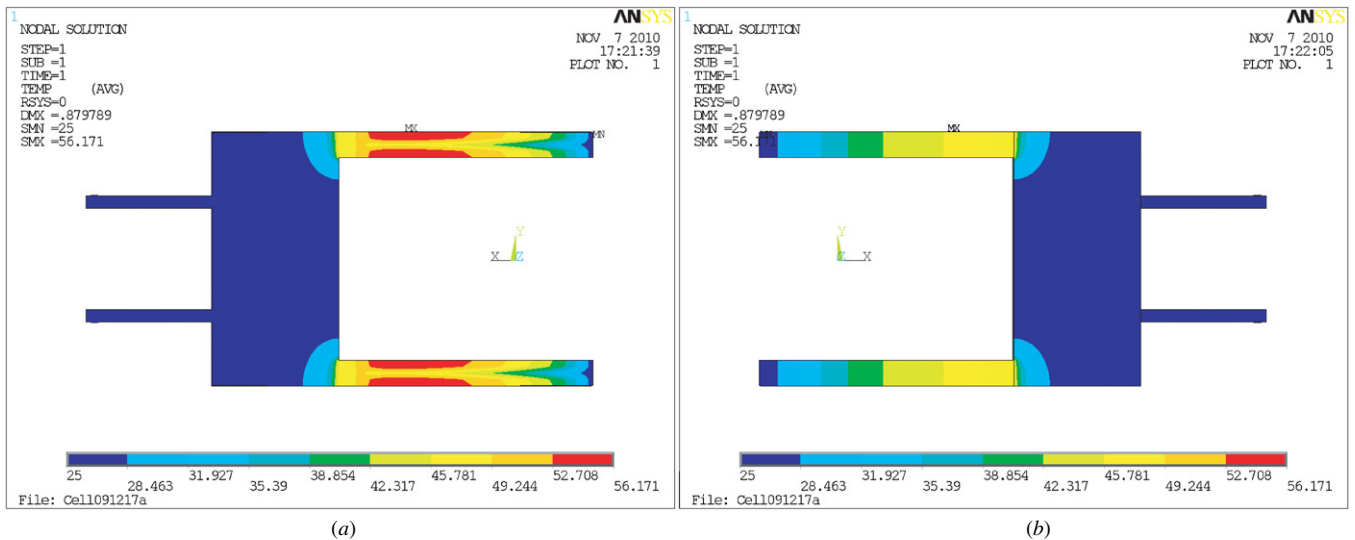 1
ANSYS
NODAL SOLUTION
NOV 7 2010
17:21:39
PLOT NO. 1
STEP=1
SUB =1
TIME=1
TEMP (AVG)
RSYS=0
DMX =.879789
SMN =25
SMX =56.171
MX
MN
Y
X Z
25 31.927 38.854 45.781 52.708
28.463 35.39 42.317 49.244 56.171
File: Cell091217a
(a)
1
ANSYS
NODAL SOLUTION
NOV 7 2010
17:22:05
PLOT NO. 1
STEP=1
SUB =1
TIME=1
TEMP (AVG)
RSYS=0
DMX =.879789
SMN =25
SMX =56.171
MN
MX
Y
Z X
25 31.927 38.854 45.781 52.708
28.463 35.39 42.317 49.244 56.171
File: Cell091217a
(b)